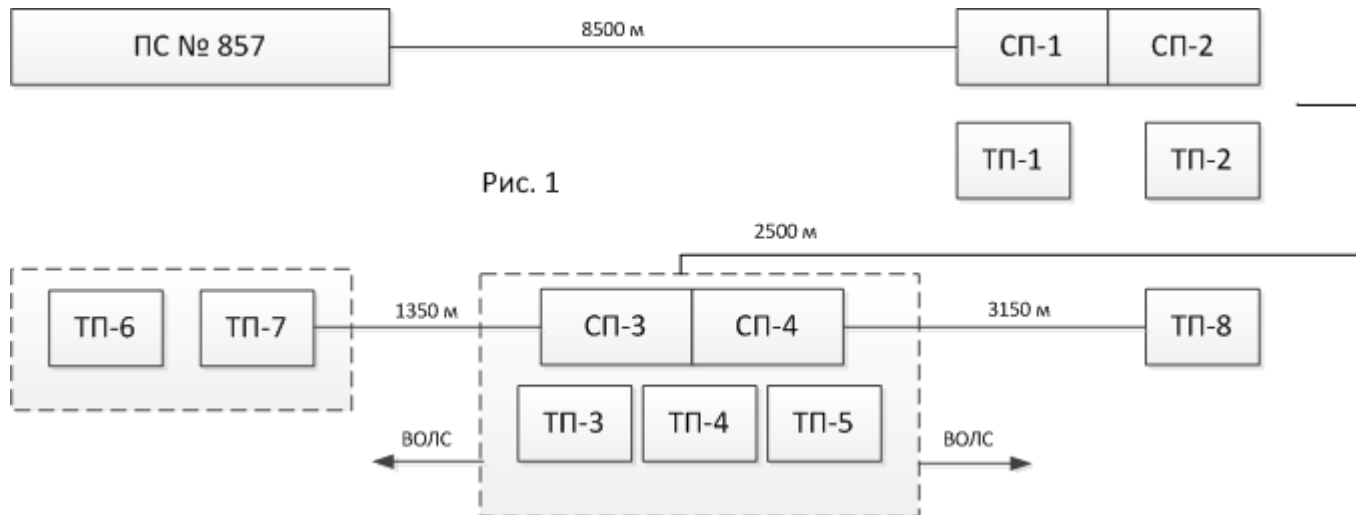 ПС № 857
8500 м
СП-1
СП-2
ТП-1
ТП-2
Рис. 1
2500 м
ТП-6
ТП-7
1350 м
СП-3
СП-4
3150 м
ТП-8
ТП-3
ТП-4
ТП-5
ВОЛС
ВОЛС